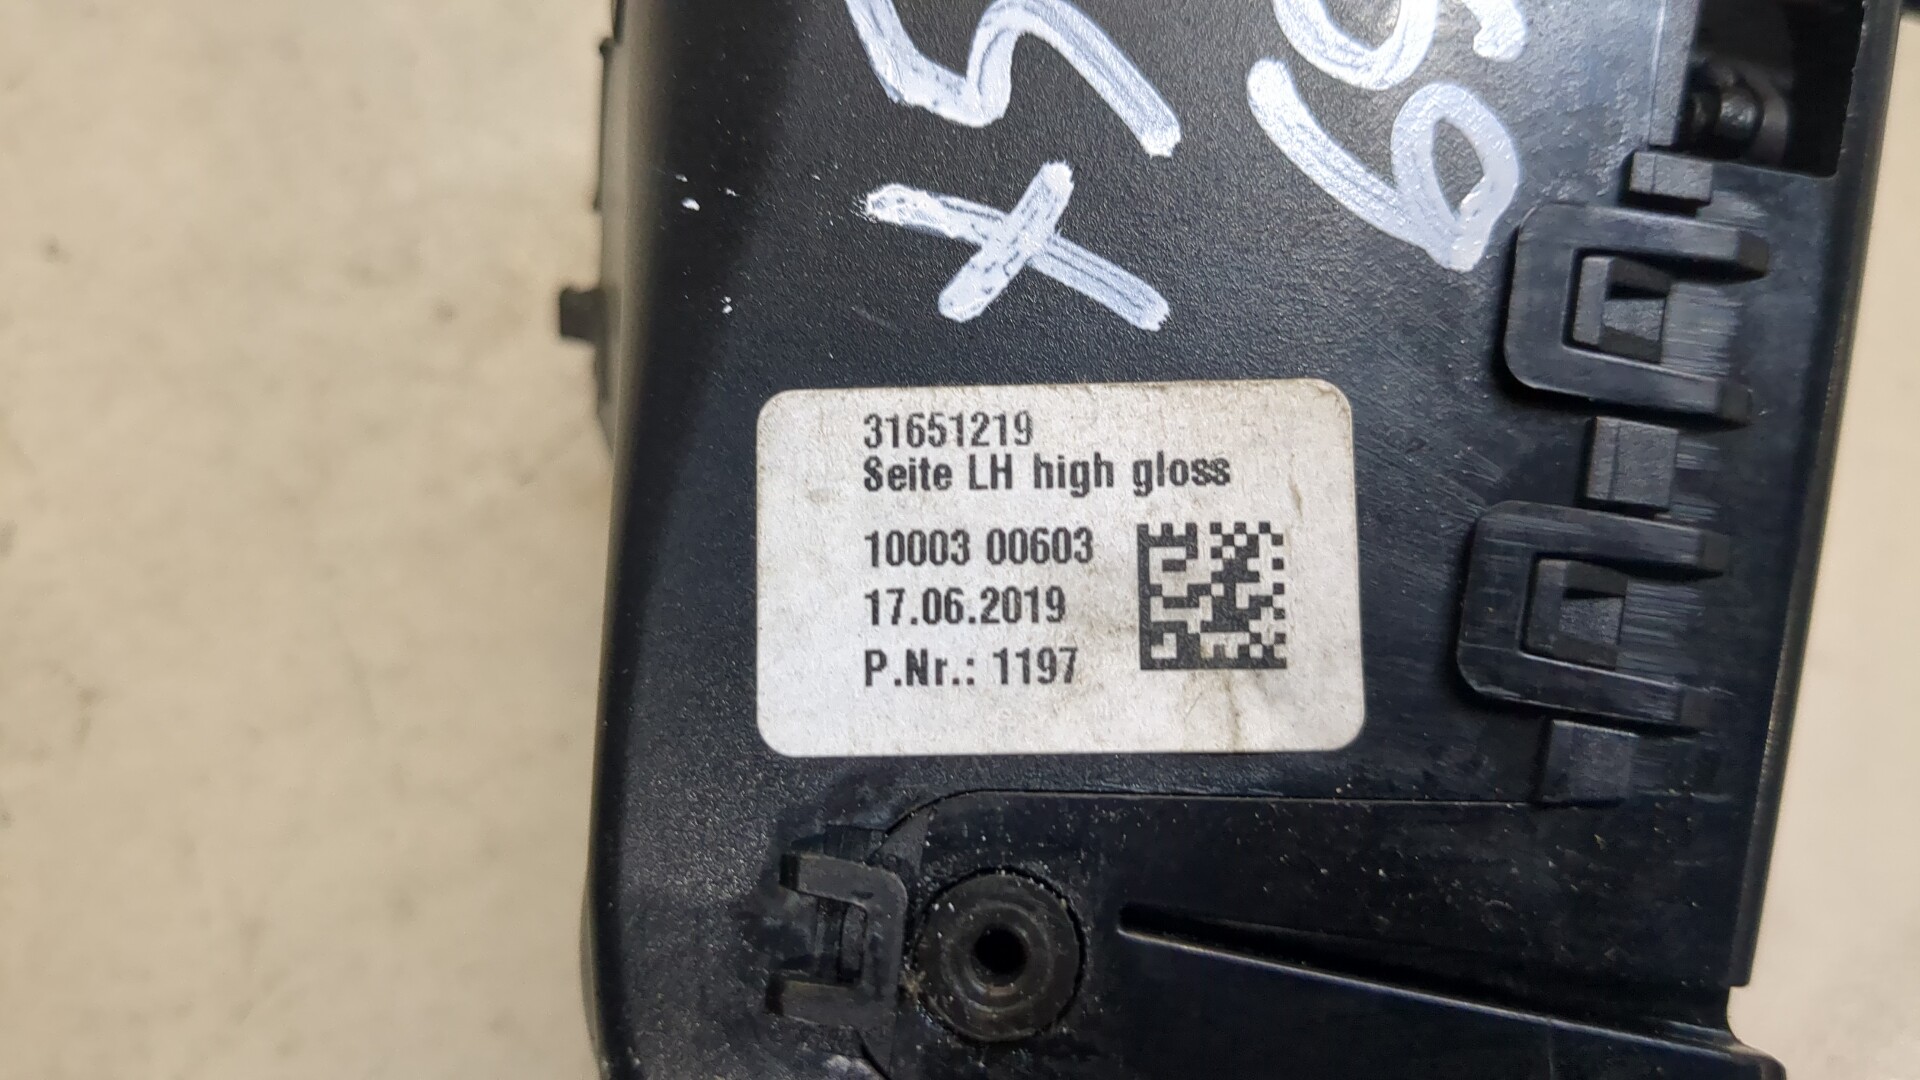 31651219
Seite LH high gloss
10003 00603
17.06.2019
P.Nr.: 1197